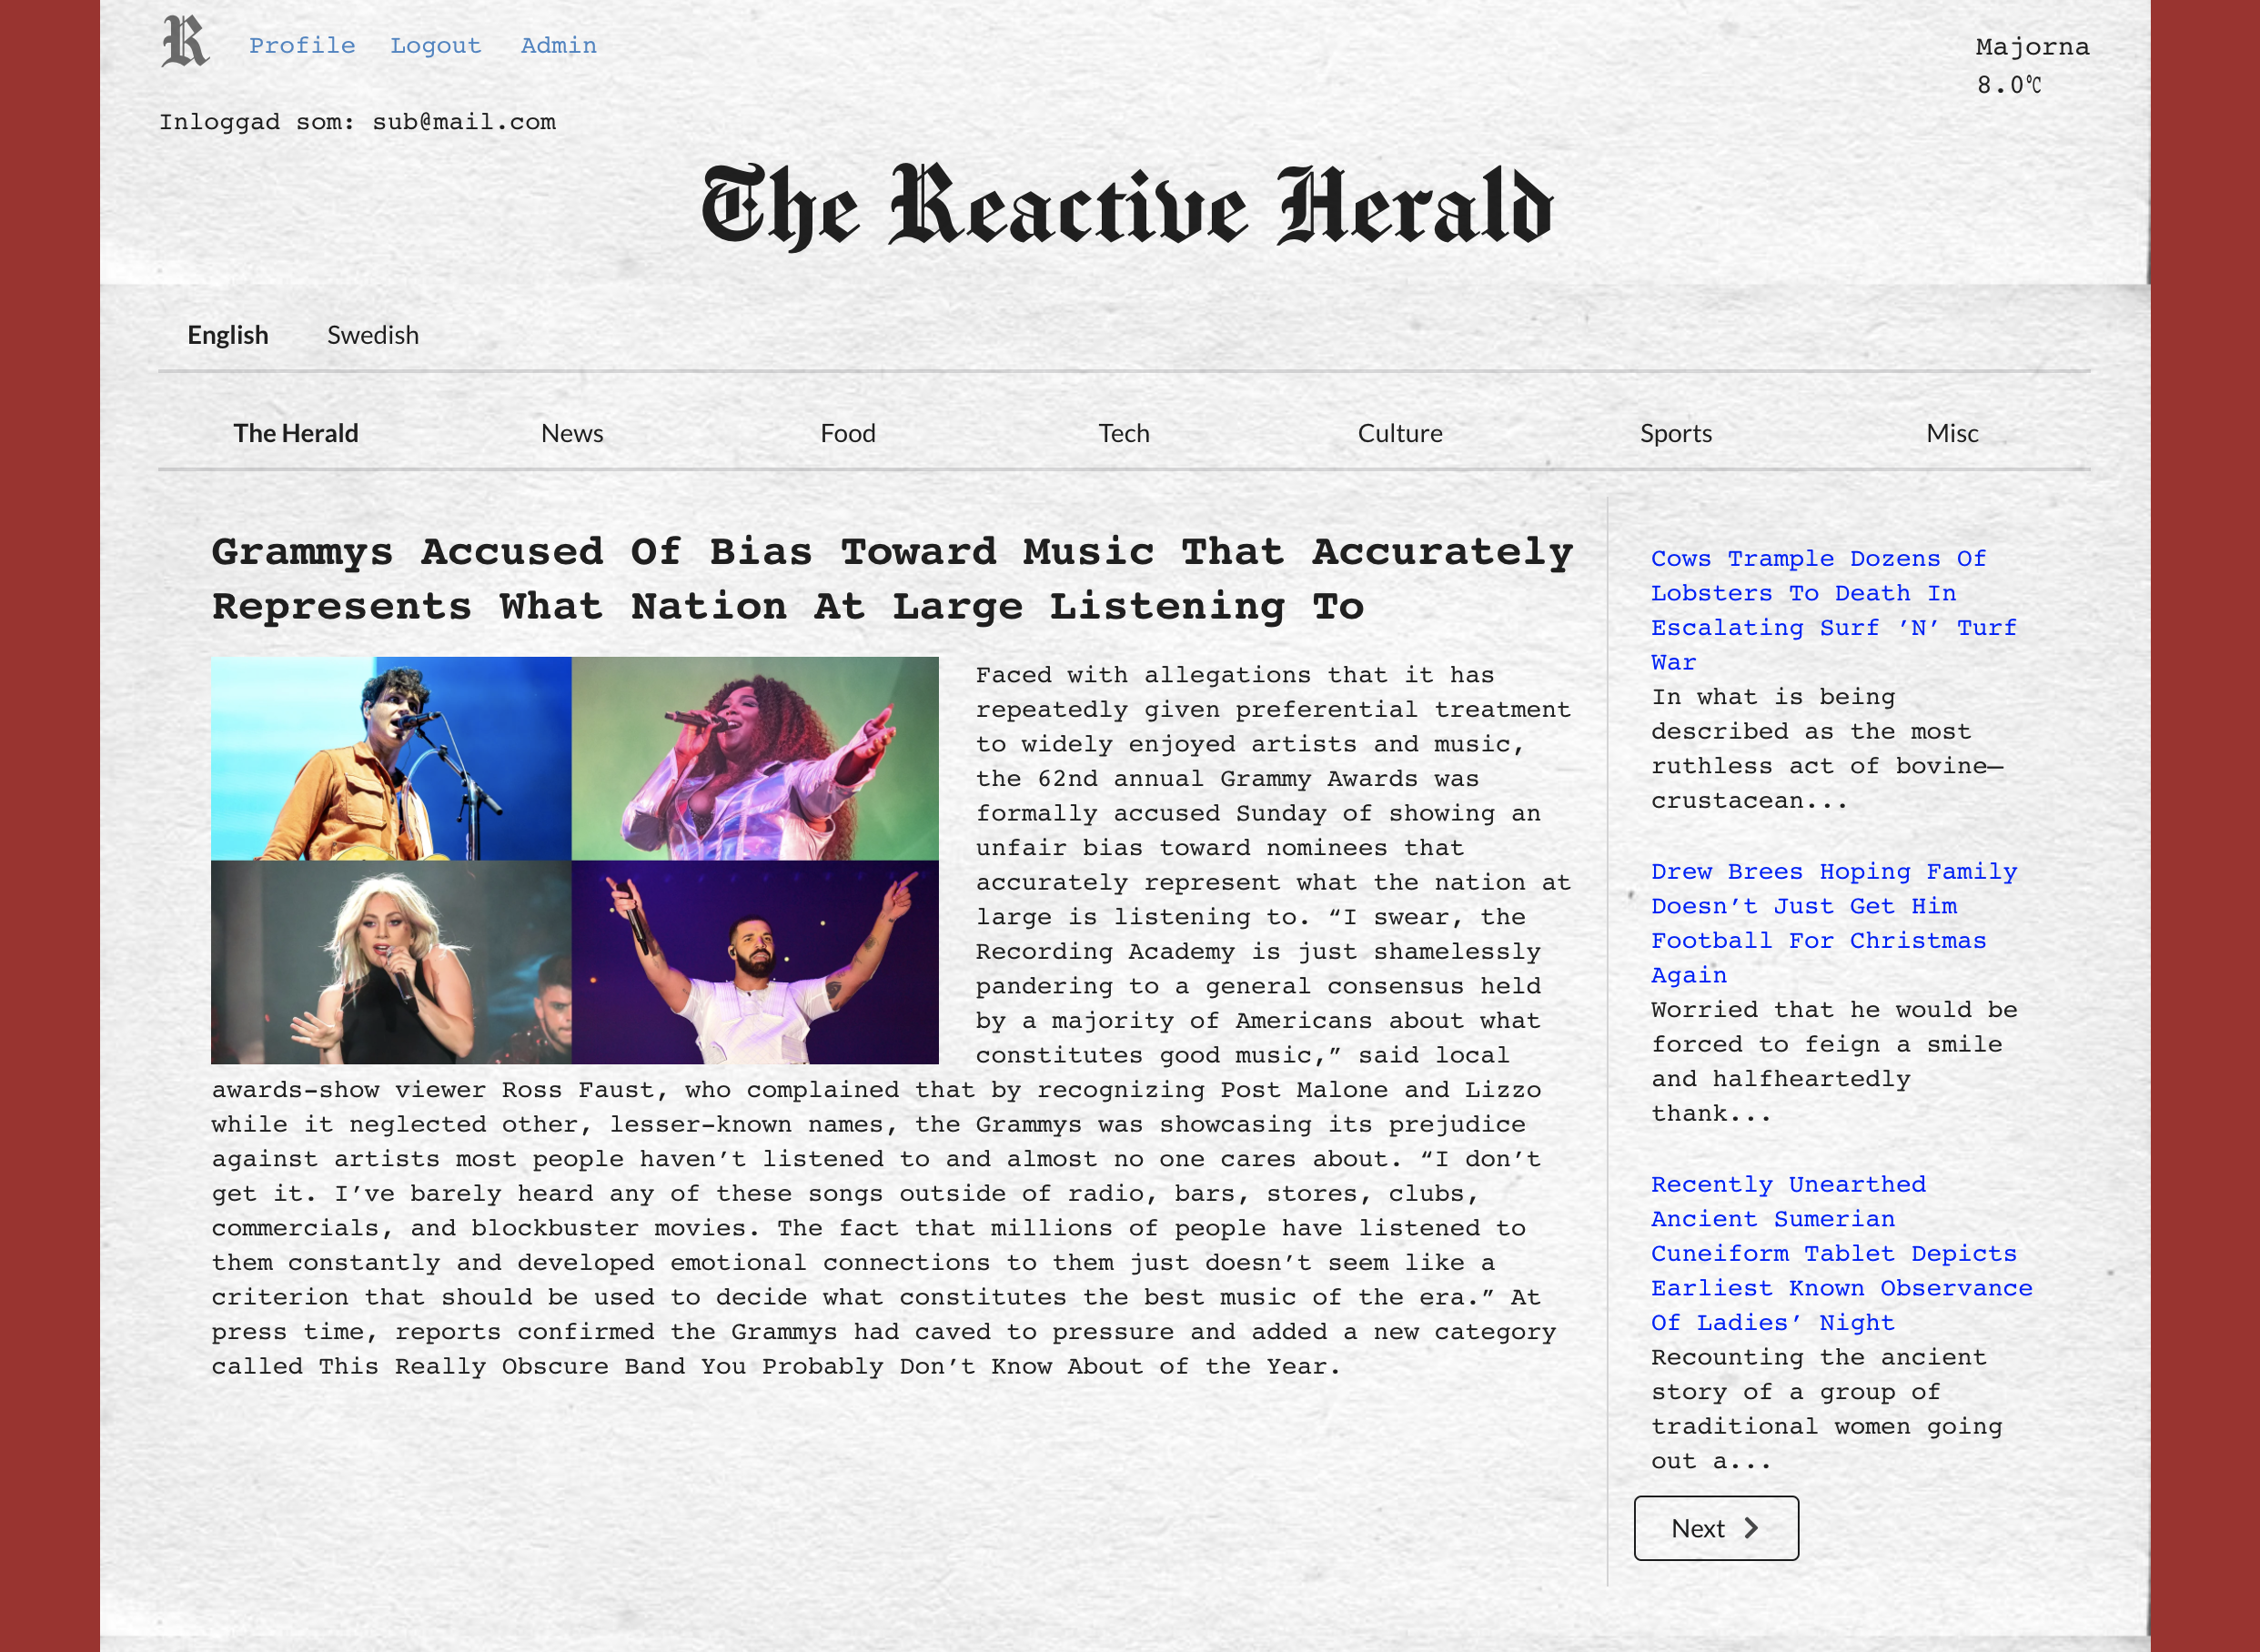 R Profile Logout Admin
Majorna
8.0℃
Inloggad som: sub@mail.com
The Reactive Herald
English Swedish
The Herald News Food Tech Culture Sports Misc
Grammys Accused Of Bias Toward Music That Accurately
Represents What Nation At Large Listening To
Faced with allegations that it has
repeatedly given preferential treatment
to widely enjoyed artists and music,
the 62nd annual Grammy Awards was
formally accused Sunday of showing an
unfair bias toward nominees that
accurately represent what the nation at
large is listening to. “I swear, the
Recording Academy is just shamelessly
pandering to a general consensus held
by a majority of Americans about what
constitutes good music,” said local
awards-show viewer Ross Faust, who complained that by recognizing Post Malone and Lizzo
while it neglected other, lesser-known names, the Grammys was showcasing its prejudice
against artists most people haven’t listened to and almost no one cares about. “I don’t
get it. I’ve barely heard any of these songs outside of radio, bars, stores, clubs,
commercials, and blockbuster movies. The fact that millions of people have listened to
them constantly and developed emotional connections to them just doesn’t seem like a
criterion that should be used to decide what constitutes the best music of the era.” At
press time, reports confirmed the Grammys had caved to pressure and added a new category
called This Really Obscure Band You Probably Don’t Know About of the Year.
Cows Trample Dozens Of
Lobsters To Death In
Escalating Surf ’N’ Turf
War
In what is being
described as the most
ruthless act of bovine–
crustacean...
Drew Brees Hoping Family
Doesn’t Just Get Him
Football For Christmas
Again
Worried that he would be
forced to feign a smile
and halfheartedly
thank...
Recently Unearthed
Ancient Sumerian
Cuneiform Tablet Depicts
Earliest Known Observance
Of Ladies’ Night
Recounting the ancient
story of a group of
traditional women going
out a...
Next